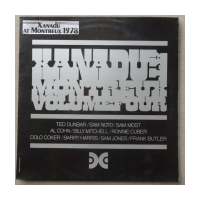 XANADU
AT MONTREUX 1978
XANADU
MONTREUX
VOLUME FOUR
TED DUNBAR/SAM NOTO/SAM MOST
AL COHN/BILLY MITCHELL/RONNIE CUBER
DOLO COKER/BARRY HARRIS/SAM JONES/FRANK BUTLER